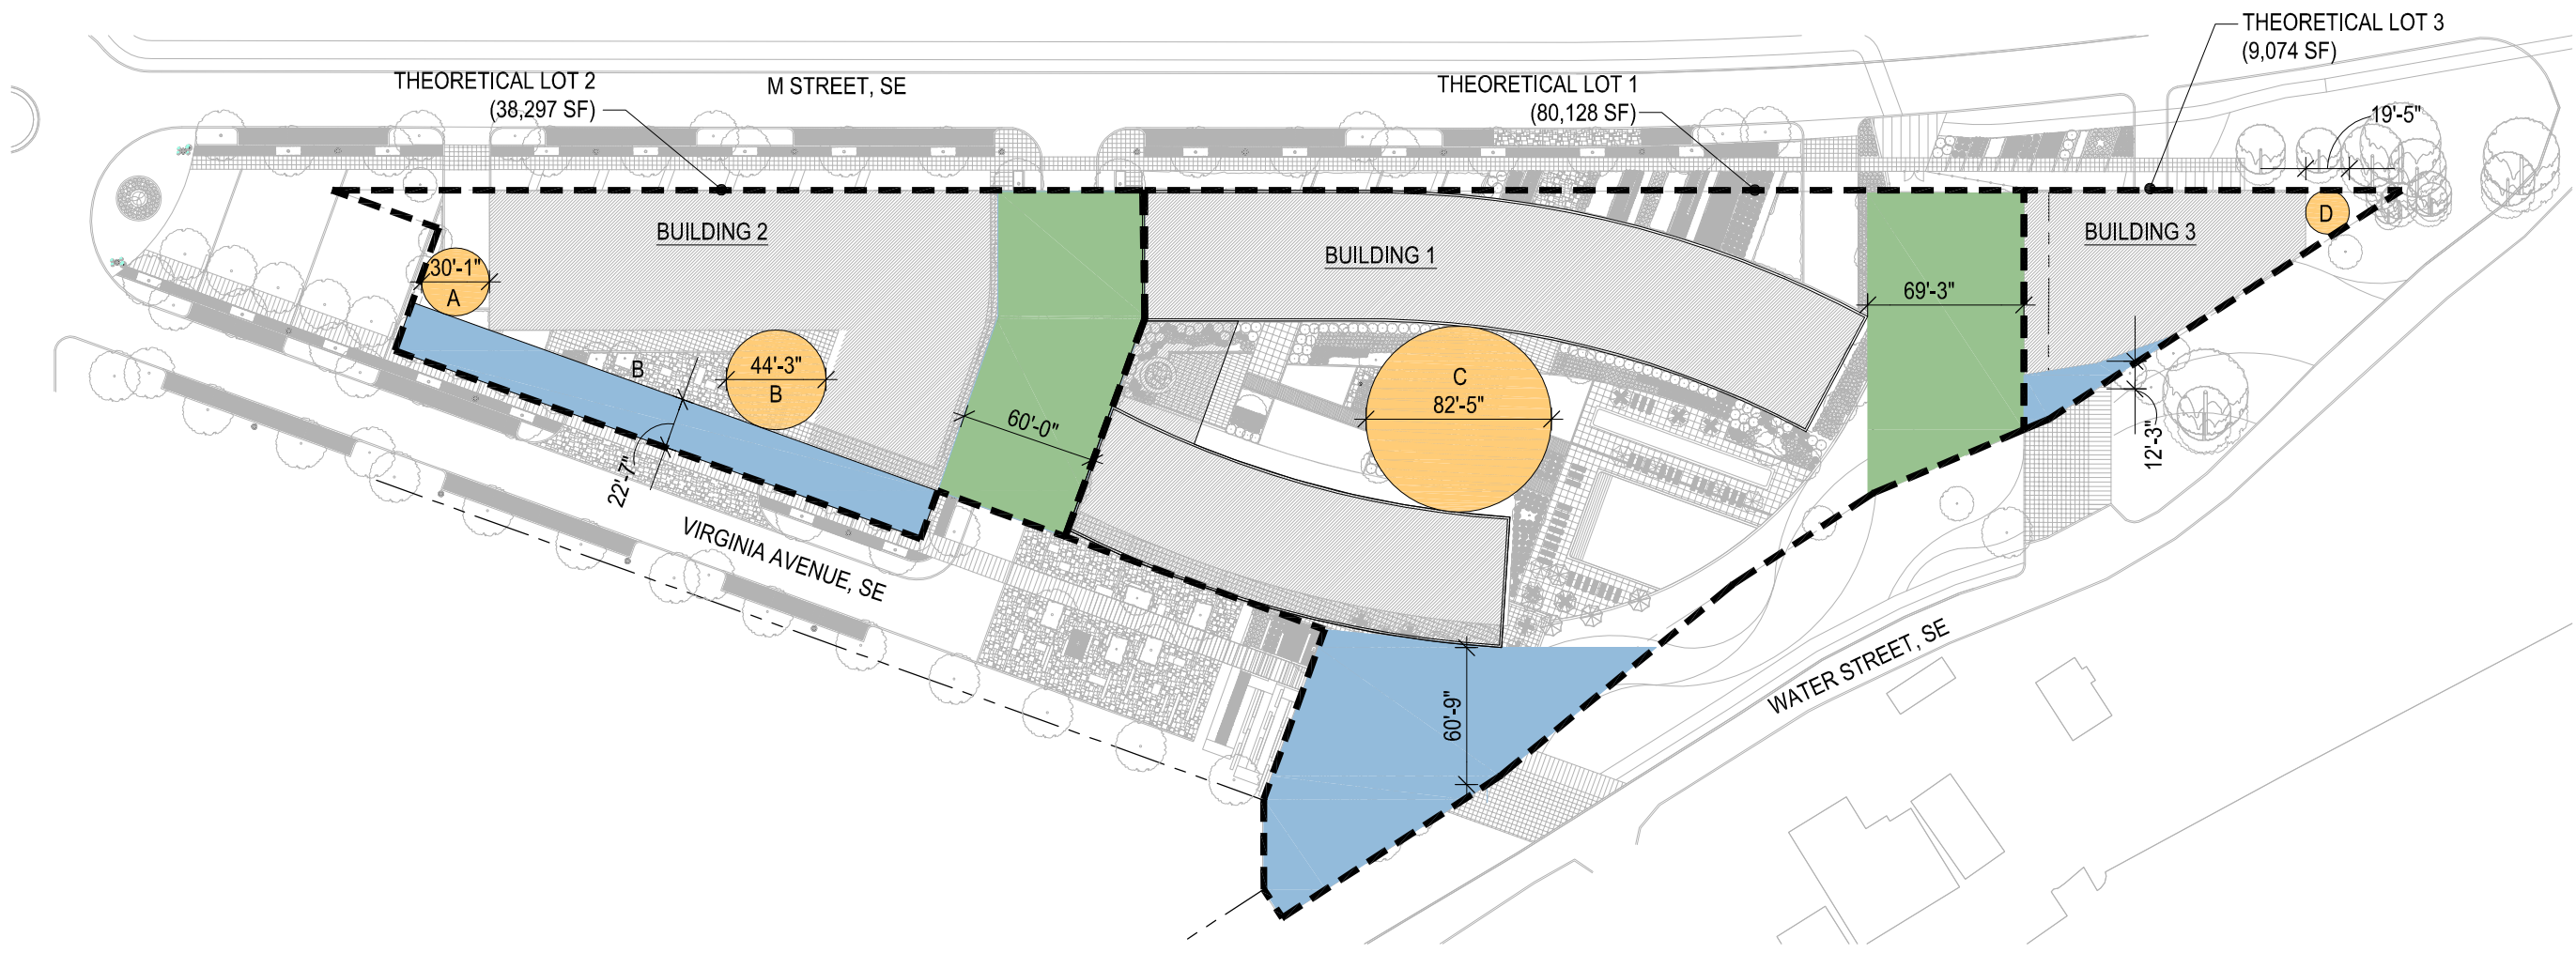 THEORETICAL LOT 3
(9,074 SF)
THEORETICAL LOT 2
(38,297 SF)
M STREET, SE
THEORETICAL LOT 1
(80,128 SF)
19'-5"
D
BUILDING 2
BUILDING 1
BUILDING 3
30'-1"
A
69'-3"
B
44'-3"
B
C
82'-5"
60'-0"
12'-3"
22'-7"
VIRGINIA AVENUE, SE
60'-9"
WATER STREET, SE